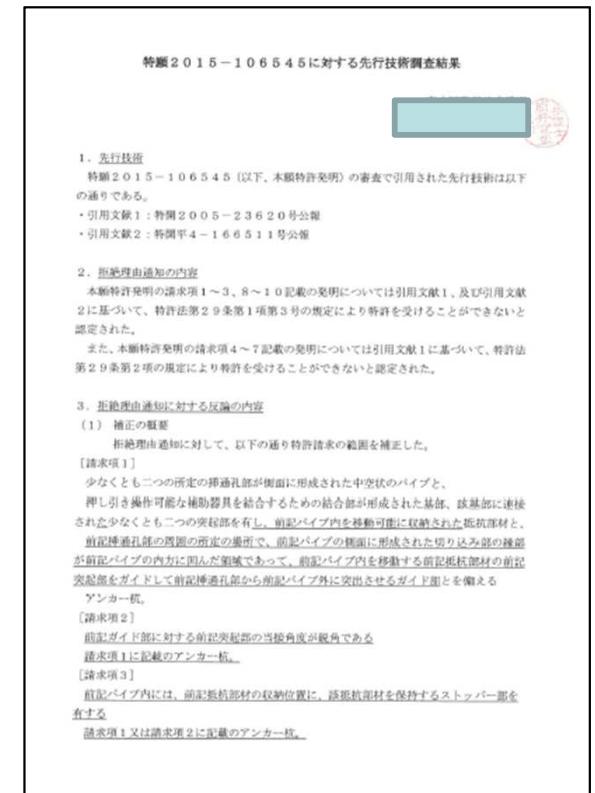 特願2015-106545に対する先行技術調査結果
1. 先行技術
特願2015-106545(以下、本願特許発明)の審査で引用された先行技術は以下
の通りである。
・引用文献1:特開2005-23620号公報
・引用文献2:特開平4-166511号公報
2. 拒絶理由通知の内容
本願特許発明の請求項1~3、8~10記載の発明については引用文献1、及び引用文献
2に基づいて、特許法第29条第1項第3号の規定により特許を受けることができないと
認定された。
また、本願特許発明の請求項4~7記載の発明については引用文献1に基づいて、特許法
第29条第2項の規定により特許を受けることができないと認定された。
3. 拒絶理由通知に対する反論の内容
(1) 補正の概要
拒絶理由通知に対して、以下の通り特許請求の範囲を補正した。
[請求項1]
少なくとも二つの所定の挿通孔部が側面に形成された中空状のパイプと、
押し引き操作可能な補助器具を結合するための結合部が形成された基部、該基部に連接
された少なくとも二つの突起部を有し、前記パイプ内を移動可能に収納された抵抗部材と、
前記挿通孔部の周囲の所定の場所で、前記パイプの側面に形成された切り込み部の縁部
が前記パイプの内方に凹んだ領域であって、前記パイプ内を移動する前記抵抗部材の前記
突起部をガイドして前記挿通孔部から前記パイプ外に突出させるガイド部とを備える
アンカー杭。
[請求項2]
前記ガイド部に対する前記突起部の当接角度が鋭角である
請求項1に記載のアンカー杭。
[請求項3]
前記パイプ内には、前記抵抗部材の収納位置に、該抵抗部材を保持するストッパー部を
有する
請求項1又は請求項2に記載のアンカー杭。